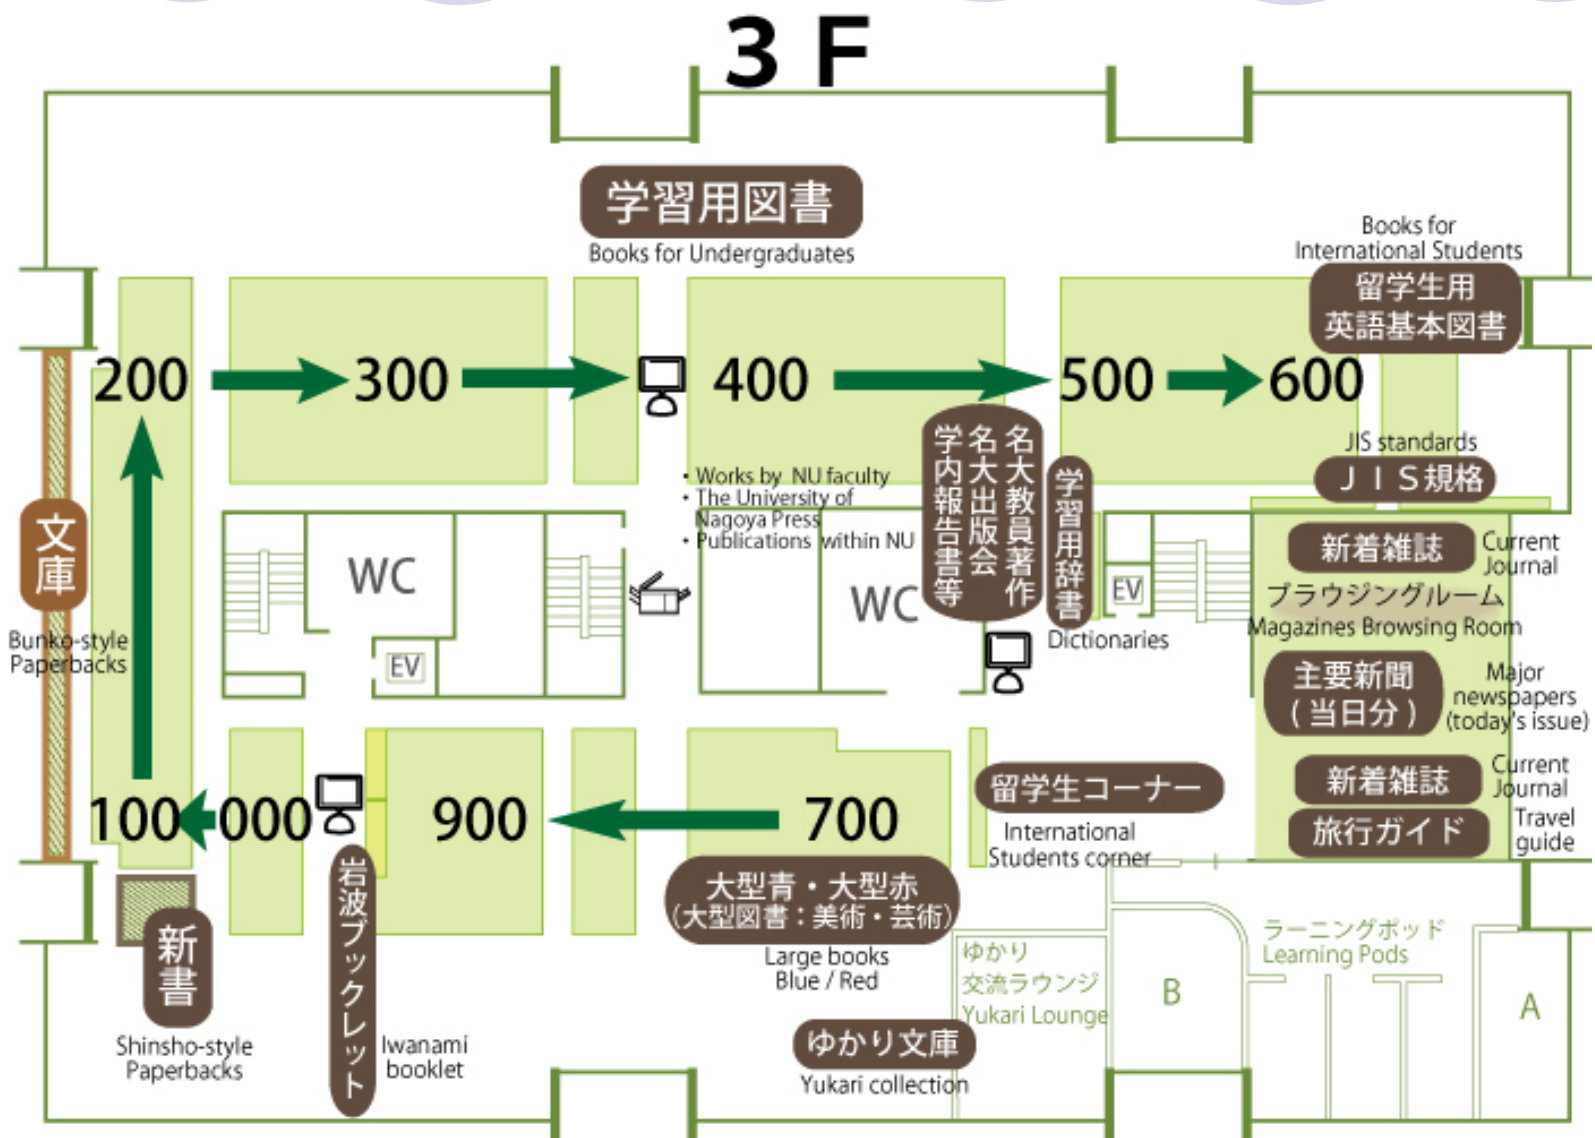 3 F
学習用図書
Books for Undergraduates
Books for
International Students
留学生用
英語基本図書
200
300
400
500
600
JIS standards
ＪＩＳ規格
・Works by NU faculty
・The University of
Nagoya Press
・Publications within NU
名大教員著作
名大出版会
学内報告書等
学習用辞書
Dictionaries
文庫
Bunko-style
Paperbacks
WC
EV
WC
EV
新着雑誌
Current
Journal
ブラウジングルーム
Magazines Browsing Room
主要新聞
(当日分)
Major
newspapers
(today's issue)
新着雑誌
Current
Journal
旅行ガイド
Travel
guide
100
000
900
700
留学生コーナー
International
Students corner
大型青・大型赤
(大型図書：美術・芸術)
Large books
Blue / Red
新書
Shinsho-style
Paperbacks
岩波ブックレット
Iwanami
booklet
ゆかり
交流ラウンジ
Yukari Lounge
ゆかり文庫
Yukari collection
B
ラーニングポッド
Learning Pods
A